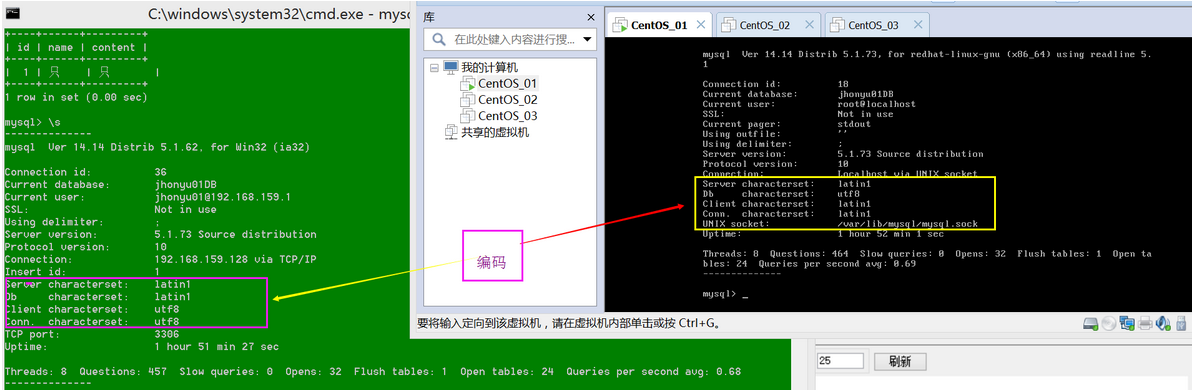 C:\windows\system32\cmd.exe - mysc
+----+------+---------+
| id | name | content |
+----+------+---------+
| 1 | 只 | 只 |
+----+------+---------+
1 row in set (0.00 sec)
mysql> \s
--------------
mysql Ver 14.14 Distrib 5.1.62, for Win32 (ia32)
Connection id: 36
Current database: jhonyu01DB
Current user: jhonyu01@192.168.159.1
SSL: Not in use
Using delimiter: ;
Server version: 5.1.73 Source distribution
Protocol version: 10
Connection: 192.168.159.128 via TCP/IP
Insert id: 1
Server characterset: latin1
Db characterset: latin1
Client characterset: utf8
Conn. characterset: utf8
TCP port: 3306
Uptime: 1 hour 51 min 27 sec
Threads: 8 Questions: 457 Slow queries: 0 Opens: 32 Flush tables: 1 Open tables: 24 Queries per second avg: 0.68
--------------
库
在此处键入内容进行搜...
我的计算机
CentOS_01
CentOS_02
CentOS_03
共享的虚拟机
编码
CentOS_01 CentOS_02 CentOS_03
mysql Ver 14.14 Distrib 5.1.73, for redhat-linux-gnu (x86_64) using readline 5.
1
Connection id: 18
Current database: jhonyu01DB
Current user: root@localhost
SSL: Not in use
Current pager: stdout
Using outfile: ''
Using delimiter: ;
Server version: 5.1.73 Source distribution
Protocol version: 10
Connection: Localhost via UNIX socket
Server characterset: latin1
Db characterset: utf8
Client characterset: latin1
Conn. characterset: latin1
UNIX socket: /var/lib/mysql/mysql.sock
Uptime: 1 hour 52 min 1 sec
Threads: 8 Questions: 464 Slow queries: 0 Opens: 32 Flush tables: 1 Open ta
bles: 24 Queries per second avg: 0.69
--------------
mysql> _
要将输入定向到该虚拟机，请在虚拟机内部单击或按 Ctrl+G。
25 刷新